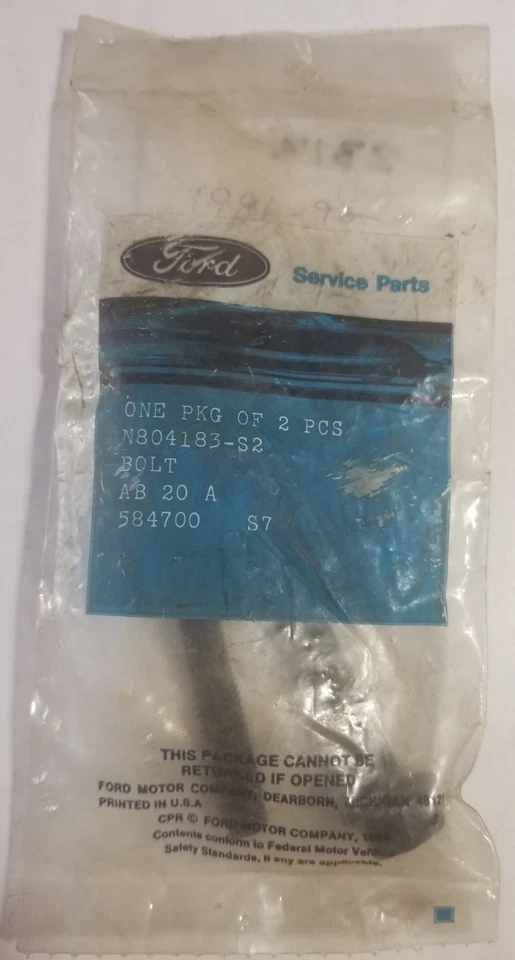 1991-96
Ford
Service Parts
ONE PKG OF 2 PCS
N804183-S2
BOLT
AB 20 A
584700 S7
THIS PACKAGE CANNOT BE
RETURNED IF OPENED
FORD MOTOR COMPANY, DEARBORN, MICHIGAN
PRINTED IN U.S.A
CPR © FORD MOTOR COMPANY,
Contents conform to Federal Motor Vehicle
Safety Standards, if any are applicable.